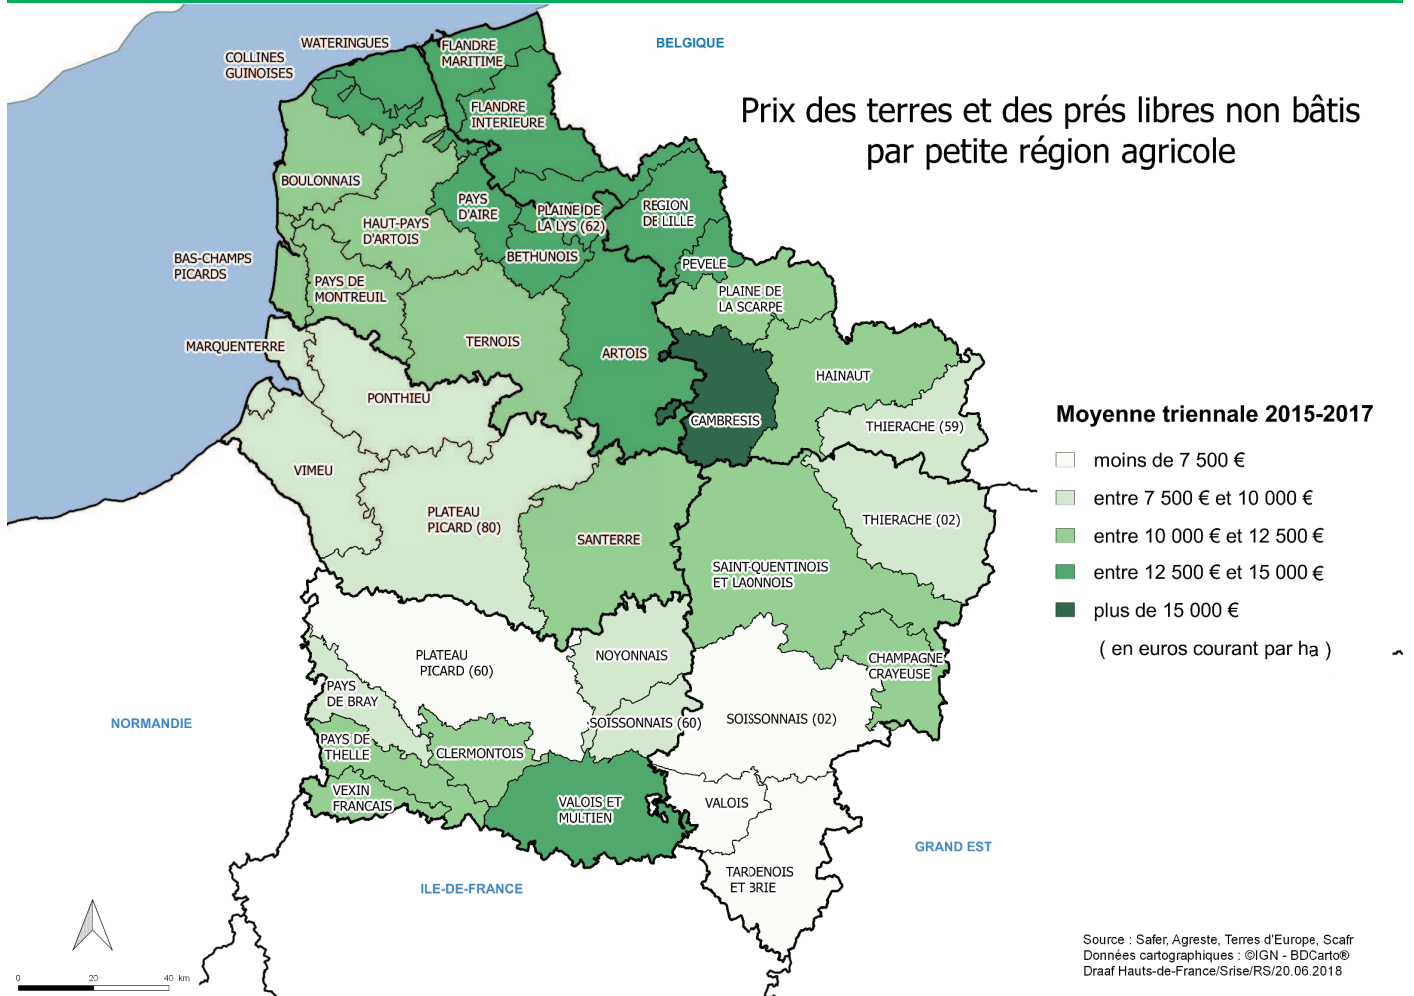 Prix des terres et des prés libres non bâtis
par petite région agricole
BELGIQUE
WATERINGUES
COLLINES
GUINOISES
FLANDRE
MARITIME
FLANDRE
INTERIEURE
BOULONNAIS
PAYS
D'AIRE
PLAINE DE
LA LYS (62)
REGION
DE LILLE
HAUT-PAYS
D'ARTOIS
BETHUNOIS
PEVELE
BAS-CHAMPS
PICARDS
PAYS DE
MONTREUIL
PLAINE DE
LA SCARPE
MARQUENTERRE
TERNOIS
ARTOIS
HAINAUT
PONTHIEU
CAMBRESIS
THIERACHE (59)
VIMEU
PLATEAU
PICARD (80)
SANTERRE
THIERACHE (02)
SAINT-QUENTINOIS
ET LAONNOIS
PLATEAU
PICARD (60)
NOYONNAIS
CHAMPAGNE
CRAYEUSE
PAYS
DE BRAY
SOISSONNAIS (60)
SOISSONNAIS (02)
PAYS DE
THELLE
CLERMONTOIS
VEXIN
FRANCAIS
VALOIS ET
MULTIEN
VALOIS
TARDENOIS
ET BRIE
NORMANDIE
ILE-DE-FRANCE
GRAND EST
Moyenne triennale 2015-2017
moins de 7 500 €
entre 7 500 € et 10 000 €
entre 10 000 € et 12 500 €
entre 12 500 € et 15 000 €
plus de 15 000 €
( en euros courant par ha )
0 20 40 km
Source : Safer, Agreste, Terres d'Europe, Scafr
Données cartographiques : ©IGN - BDCarto®
Draaf Hauts-de-France/Srise/RS/20.06.2018